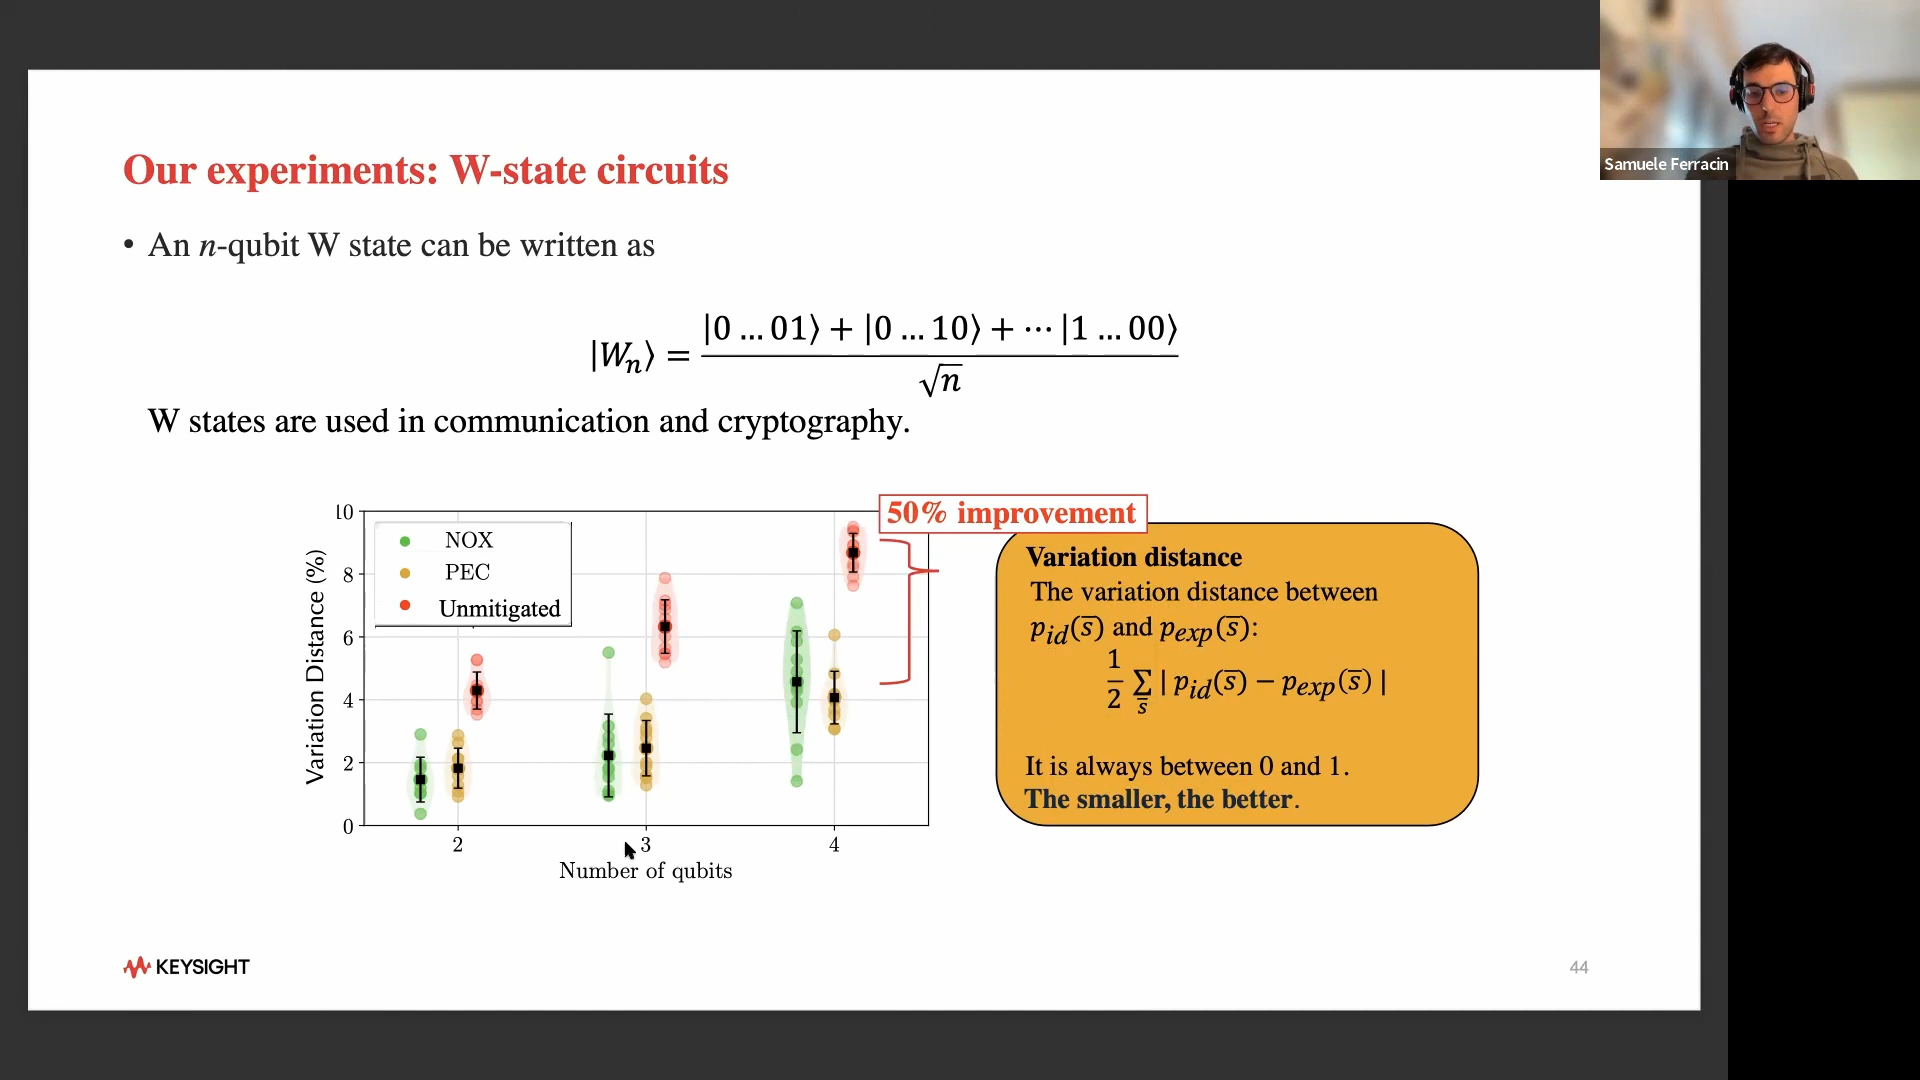 Samuele Ferracin
Our experiments: W-state circuits
• An n-qubit W state can be written as
|Wₙ⟩ = (|0 … 01⟩ + |0 … 10⟩ + ⋯ |1 … 00⟩) / √n
W states are used in communication and cryptography.
50% improvement
10
8
6
4
2
0
Variation Distance (%)
NOX
PEC
Unmitigated
2 3 4
Number of qubits
Variation distance
The variation distance between
p_id(s̅) and p_exp(s̅):
1/2 ∑_s̅ | p_id(s̅) − p_exp(s̅) |
It is always between 0 and 1.
The smaller, the better.
KEYSIGHT
44